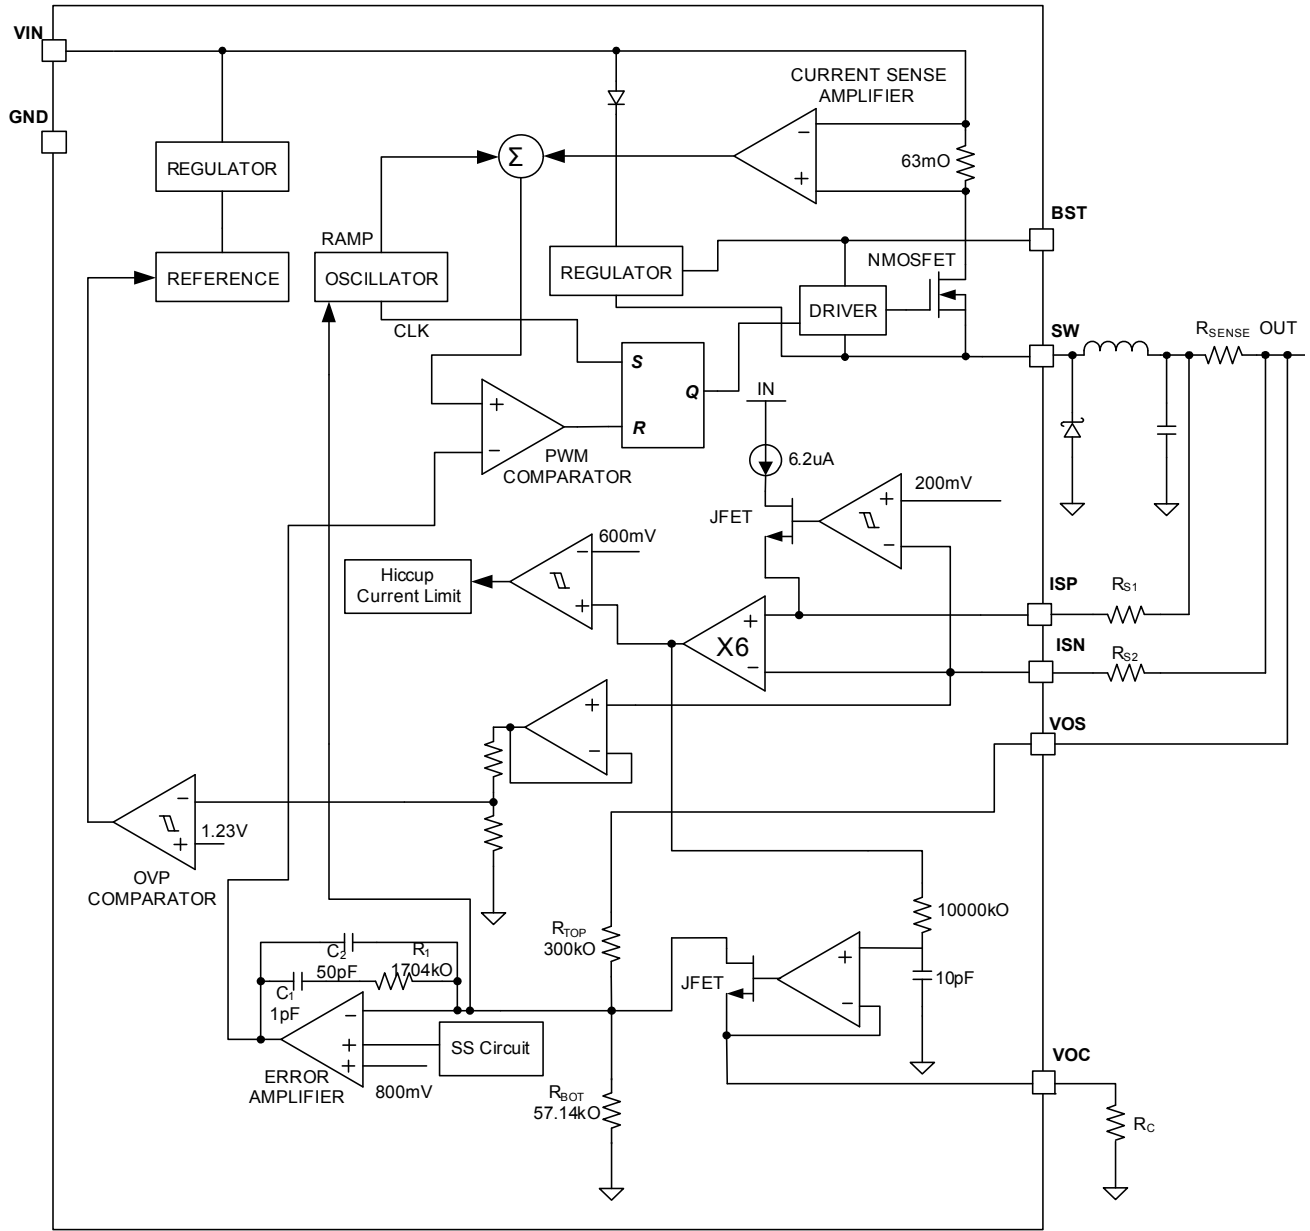 VIN
GND
CURRENT SENSE
AMPLIFIER
−
+
63mO
Σ
REGULATOR
REFERENCE
RAMP
OSCILLATOR
CLK
REGULATOR
BST
NMOSFET
DRIVER
SW
RSENSE OUT
S
Q
R
+
−
PWM
COMPARATOR
IN
6.2uA
JFET
+
200mV
−
600mV
−
+
Hiccup
Current Limit
X6
+
−
ISP
RS1
ISN
RS2
VOS
+
−
−
+
1.23V
OVP
COMPARATOR
RTOP
300kO
10000kO
10pF
JFET
+
−
C2
50pF
R1
1704kO
C1
1pF
−
+
+
SS Circuit
800mV
ERROR
AMPLIFIER
RBOT
57.14kO
VOC
RC